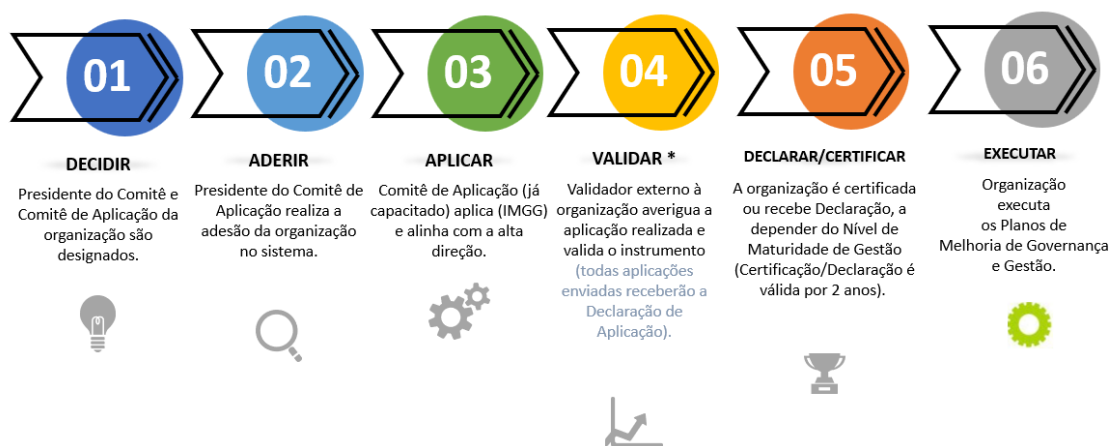 01
DECIDIR
Presidente do Comitê e
Comitê de Aplicação da
organização são
designados.
02
ADERIR
Presidente do Comitê de
Aplicação realiza a
adesão da organização
no sistema.
03
APLICAR
Comitê de Aplicação (já
capacitado) aplica (IMGG)
e alinha com a alta
direção.
04
VALIDAR *
Validador externo à
organização averigua a
aplicação realizada e
valida o instrumento
(todas aplicações
enviadas receberão a
Declaração de
Aplicação).
05
DECLARAR/CERTIFICAR
A organização é certificada
ou recebe Declaração, a
depender do Nível de
Maturidade de Gestão
(Certificação/Declaração é
válida por 2 anos).
06
EXECUTAR
Organização
executa
os Planos de
Melhoria de Governança
e Gestão.